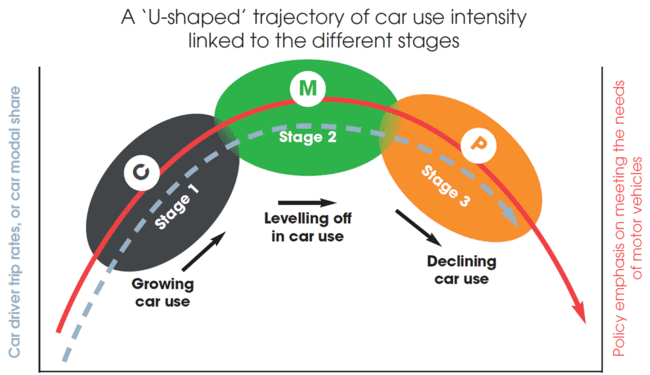 A ‘U-shaped’ trajectory of car use intensity
linked to the different stages
Car driver trip rates, or car modal share
C
Stage 1
M
Stage 2
P
Stage 3
Growing
car use
Levelling off
in car use
Declining
car use
Policy emphasis on meeting the needs
of motor vehicles